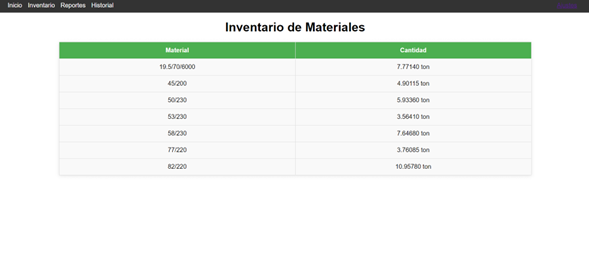 Inicio Inventario Reportes Historial
Inventario de Materiales
Material Cantidad
19.5/70/6000 7.77140 ton
45/200 4.90115 ton
50/230 5.93360 ton
53/230 3.56410 ton
58/230 7.64680 ton
77/220 3.76085 ton
82/220 10.95780 ton